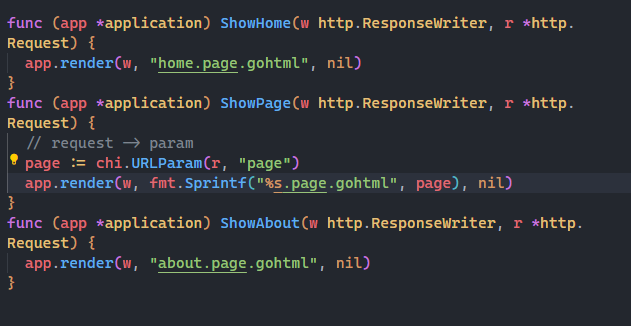 func (app *application) ShowHome(w http.ResponseWriter, r *http.
Request) {
app.render(w, "home.page.gohtml", nil)
}
func (app *application) ShowPage(w http.ResponseWriter, r *http.
Request) {
// request -> param
page := chi.URLParam(r, "page")
app.render(w, fmt.Sprintf("%s.page.gohtml", page), nil)
}
func (app *application) ShowAbout(w http.ResponseWriter, r *http.
Request) {
app.render(w, "about.page.gohtml", nil)
}